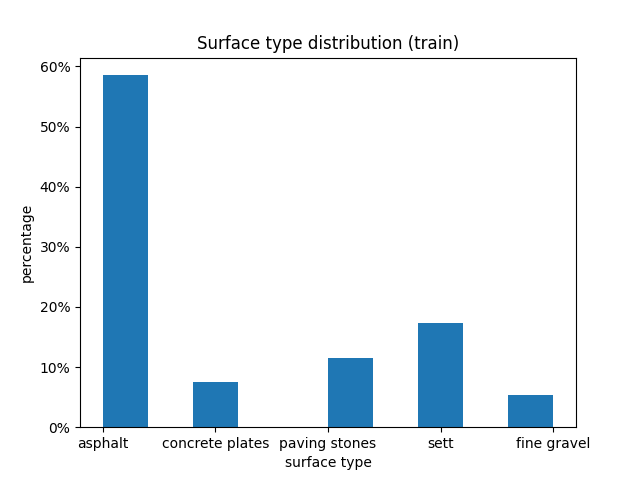 Surface type distribution (train)
60%
50%
40%
30%
20%
10%
0%
percentage
asphalt concrete plates paving stones sett fine gravel
surface type